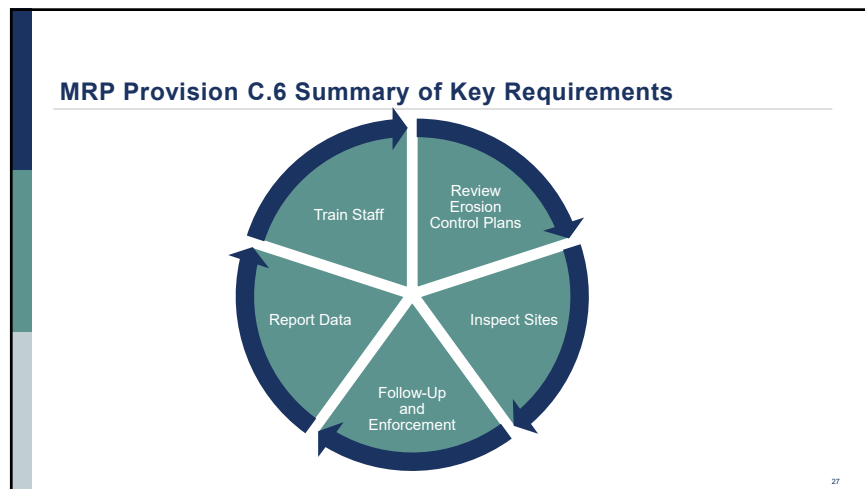 MRP Provision C.6 Summary of Key Requirements
Train Staff
Review
Erosion
Control Plans
Report Data
Inspect Sites
Follow-Up
and
Enforcement
27